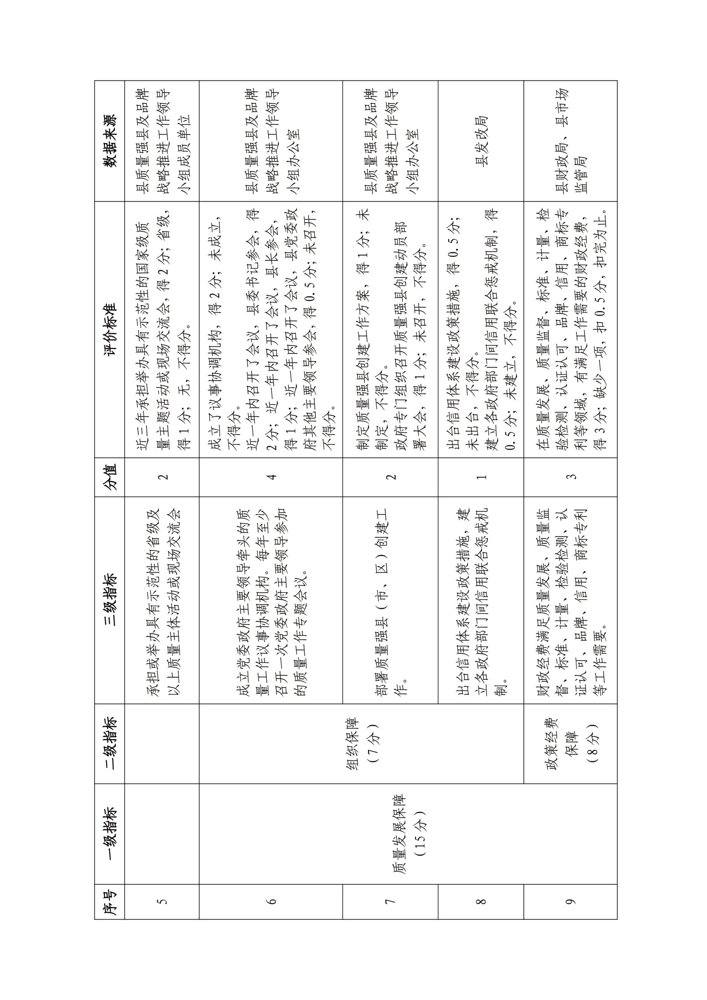 序号
一级指标
二级指标
三级指标
分值
评价标准
数据来源
5
承担或举办具有示范性的省级及
以上质量主体活动或现场交流会
2
近三年承担举办具有示范性的国家级质
量主题活动或现场交流会，得 2 分；省级，
得 1 分；无，不得分。
县质量强县及品牌
战略推进工作领导
小组成员单位
6
质量发展保障
（15 分）
组织保障
（7 分）
成立党委政府主要领导牵头的质
量工作议事协调机构。每年至少
召开一次党委政府主要领导参加
的质量工作专题会议。
4
成立了议事协调机构，得 2 分；未成立，
不得分。
近一年内召开了会议，县委书记参会，得
2 分；近一年内召开了会议，县长参会，
得 1 分；近一年内召开了会议，县党委政
府其他主要领导参会，得 0.5 分；未召开，
不得分。
县质量强县及品牌
战略推进工作领导
小组办公室
7
部署质量强县（市、区）创建工
作。
2
制定质量强县创建工作方案，得 1 分；未
制定，不得分。
政府专门组织召开质量强县创建动员部
署大会，得 1 分；未召开，不得分。
县质量强县及品牌
战略推进工作领导
小组办公室
8
出台信用体系建设政策措施，建
立各政府部门间信用联合惩戒机
制。
1
出台信用体系建设政策措施，得 0.5 分；
未出台，不得分。
建立各政府部门间信用联合惩戒机制，得
0.5 分；未建立，不得分。
县发改局
9
政策经费
保障
（8 分）
财政经费满足质量发展、质量监
督、标准、计量、检验检测、认
证认可、品牌、信用、商标专利
等工作需要。
3
在质量发展、质量监督、标准、计量、检
验检测、认证认可、品牌、信用、商标专
利等领域，有满足工作需要的财政经费，
得 3 分；缺少一项，扣 0.5 分，扣完为止。
县财政局、县市场
监管局